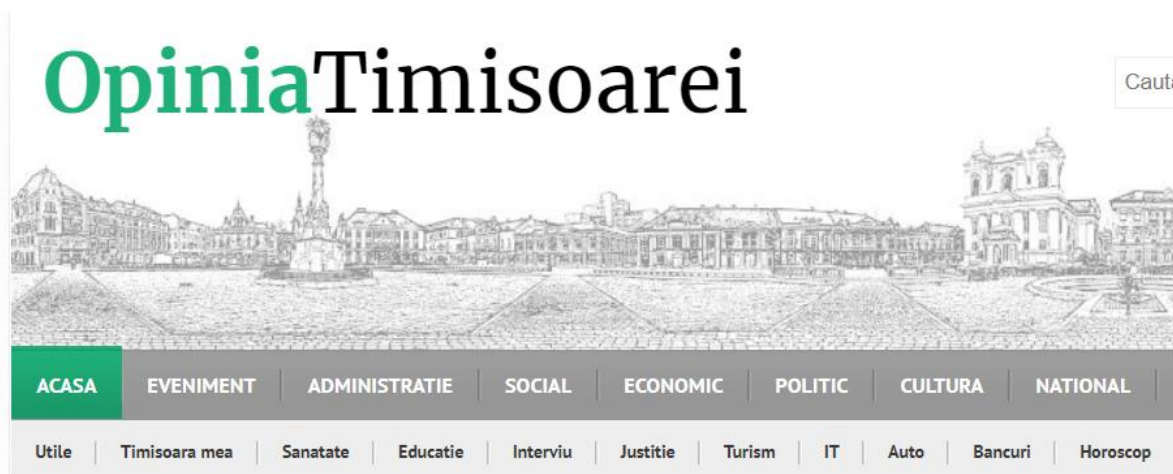 OpiniaTimisoarei
ACASA EVENIMENT ADMINISTRATIE SOCIAL ECONOMIC POLITIC CULTURA NATIONAL
Utile Timisoara mea Sanatate Educatie Interviu Justitie Turism IT Auto Bancuri Horoscop